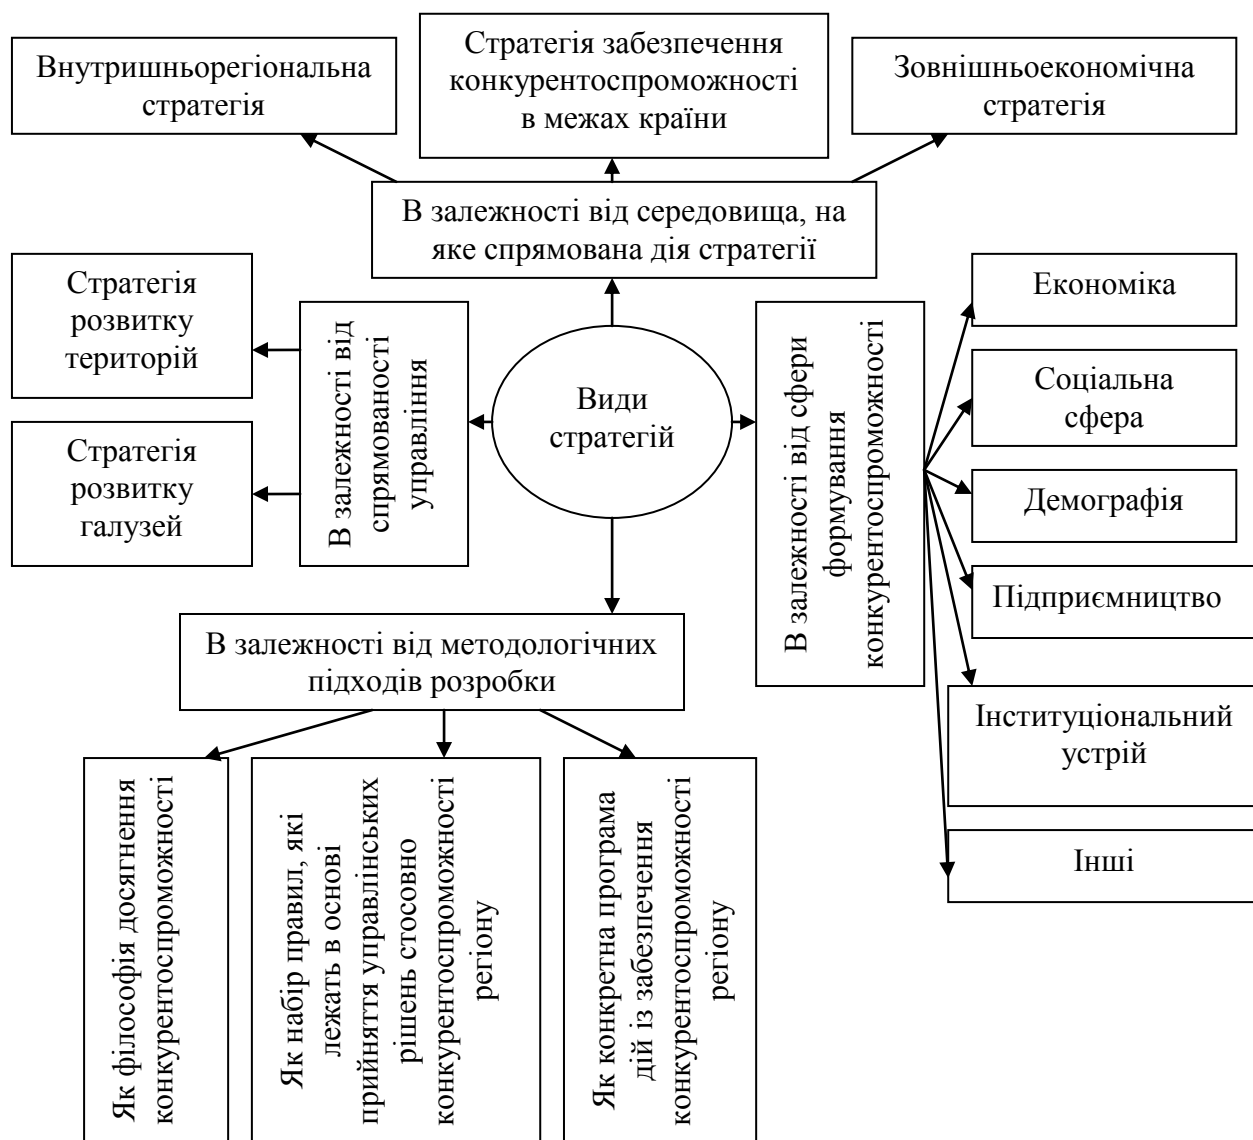 Внутришньорегіональна
стратегія
Стратегія забезпечення
конкурентоспроможності
в межах країни
Зовнішньоекономічна
стратегія
В залежності від середовища, на
яке спрямована дія стратегії
Стратегія
розвитку
територій
Стратегія
розвитку
галузей
В залежності від
спрямованості
управління
Види
стратегій
В залежності від сфери
формування
конкурентоспроможності
Економіка
Соціальна
сфера
Демографія
Підприємництво
Інституціональний
устрій
Інші
В залежності від методологічних
підходів розробки
Як філософія досягнення
конкурентоспроможності
Як набір правил, які
лежать в основі
прийняття управлінських
рішень стосовно
конкурентоспроможності
регіону
Як конкретна програма
дій із забезпечення
конкурентоспроможності
регіону